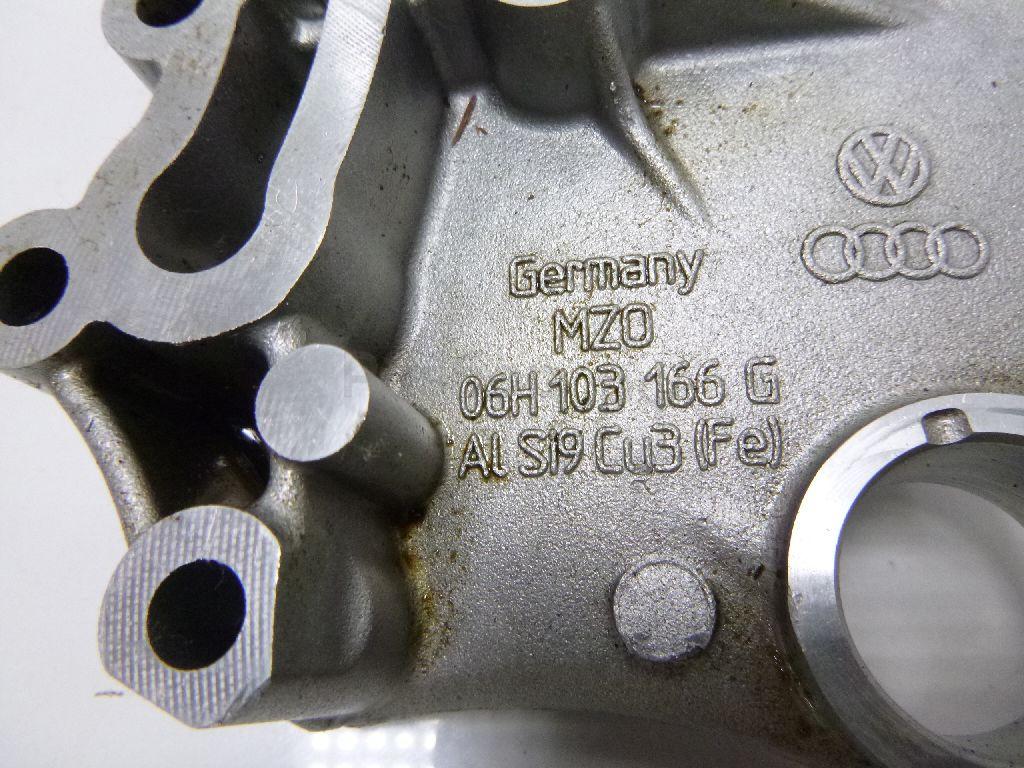 Germany
MZO
06H 103 166 G
AL Si9 Cu3 (Fe)